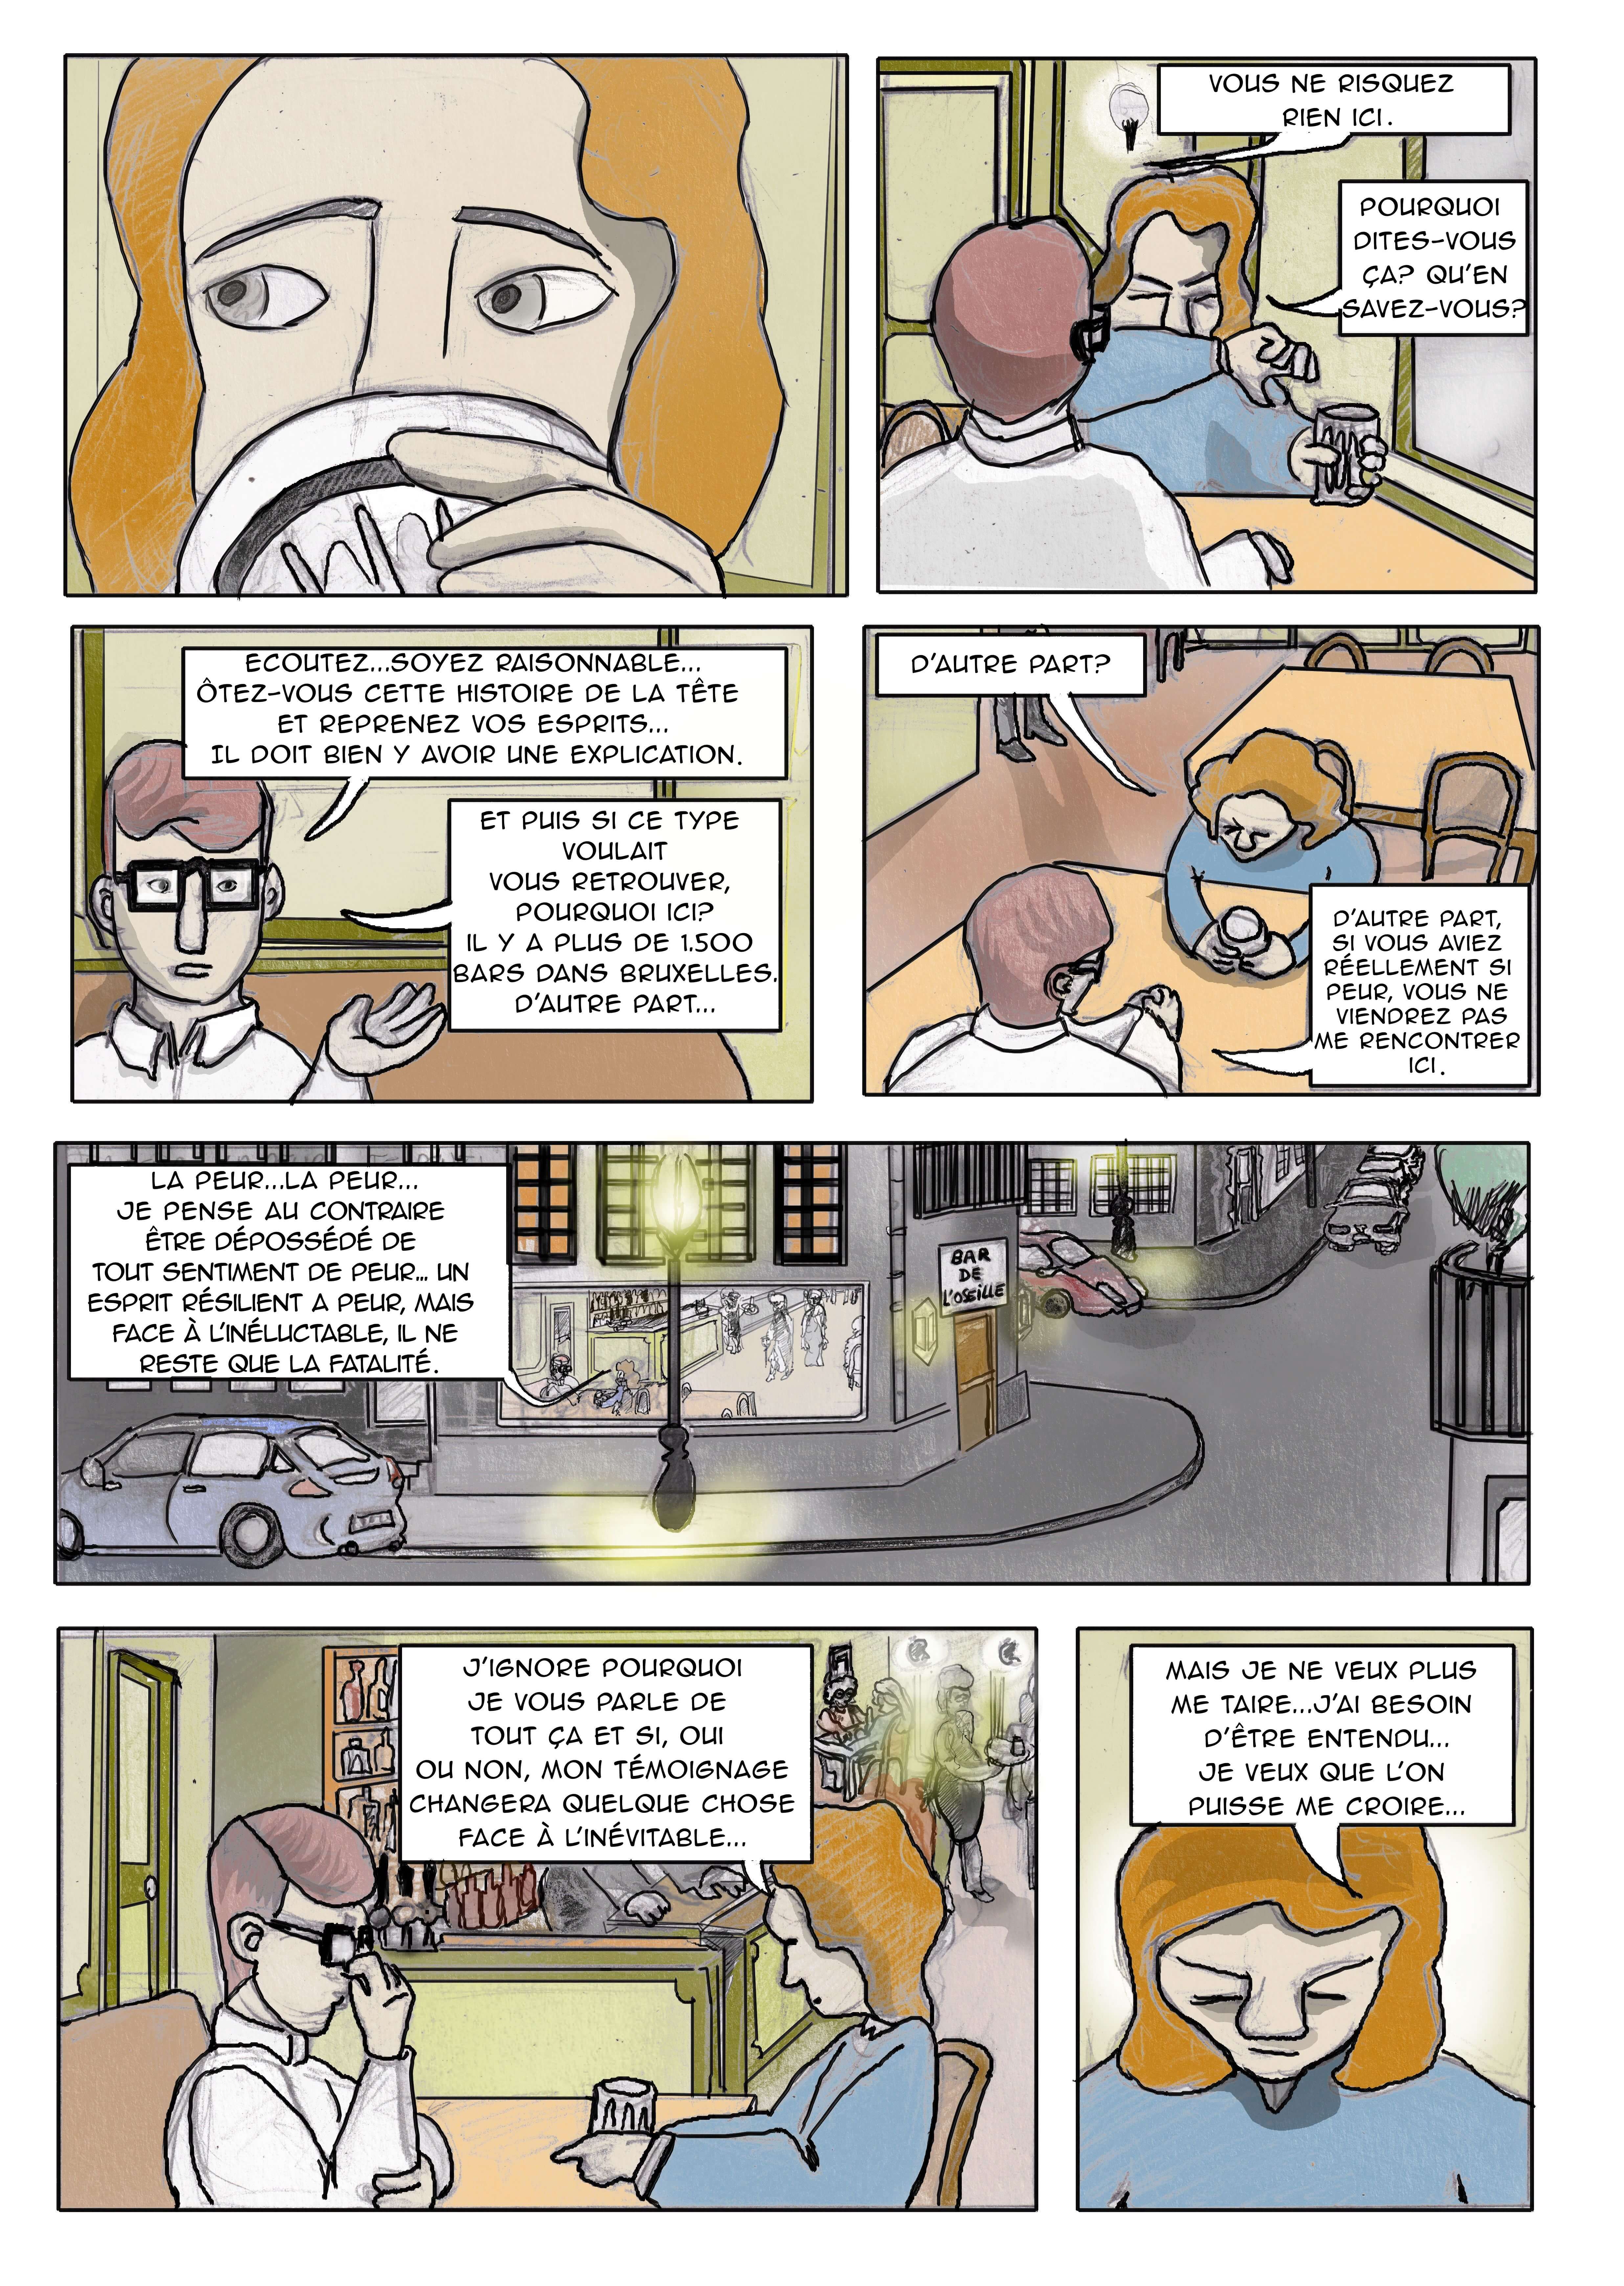 VOUS NE RISQUEZ
RIEN ICI.
POURQUOI
DITES-VOUS
ÇA? QU'EN
SAVEZ-VOUS?
ECOUTEZ...SOYEZ RAISONNABLE...
ÔTEZ-VOUS CETTE HISTOIRE DE LA TÊTE
ET REPRENEZ VOS ESPRITS...
IL DOIT BIEN Y AVOIR UNE EXPLICATION.
ET PUIS SI CE TYPE
VOULAIT
VOUS RETROUVER,
POURQUOI ICI?
IL Y A PLUS DE 1.500
BARS DANS BRUXELLES.
D'AUTRE PART...
D'AUTRE PART?
D'AUTRE PART,
SI VOUS AVIEZ
RÉELLEMENT SI
PEUR, VOUS NE
VIENDREZ PAS
ME RENCONTRER
ICI.
LA PEUR...LA PEUR...
JE PENSE AU CONTRAIRE
ÊTRE DÉPOSSÉDÉ DE
TOUT SENTIMENT DE PEUR... UN
ESPRIT RÉSILIENT A PEUR, MAIS
FACE À L'INÉLUCTABLE, IL NE
RESTE QUE LA FATALITÉ.
BAR
DE
L'OSEILLE
J'IGNORE POURQUOI
JE VOUS PARLE DE
TOUT ÇA ET SI, OUI
OU NON, MON TÉMOIGNAGE
CHANGERA QUELQUE CHOSE
FACE À L'INÉVITABLE...
MAIS JE NE VEUX PLUS
ME TAIRE...J'AI BESOIN
D'ÊTRE ENTENDU...
JE VEUX QUE L'ON
PUISSE ME CROIRE...